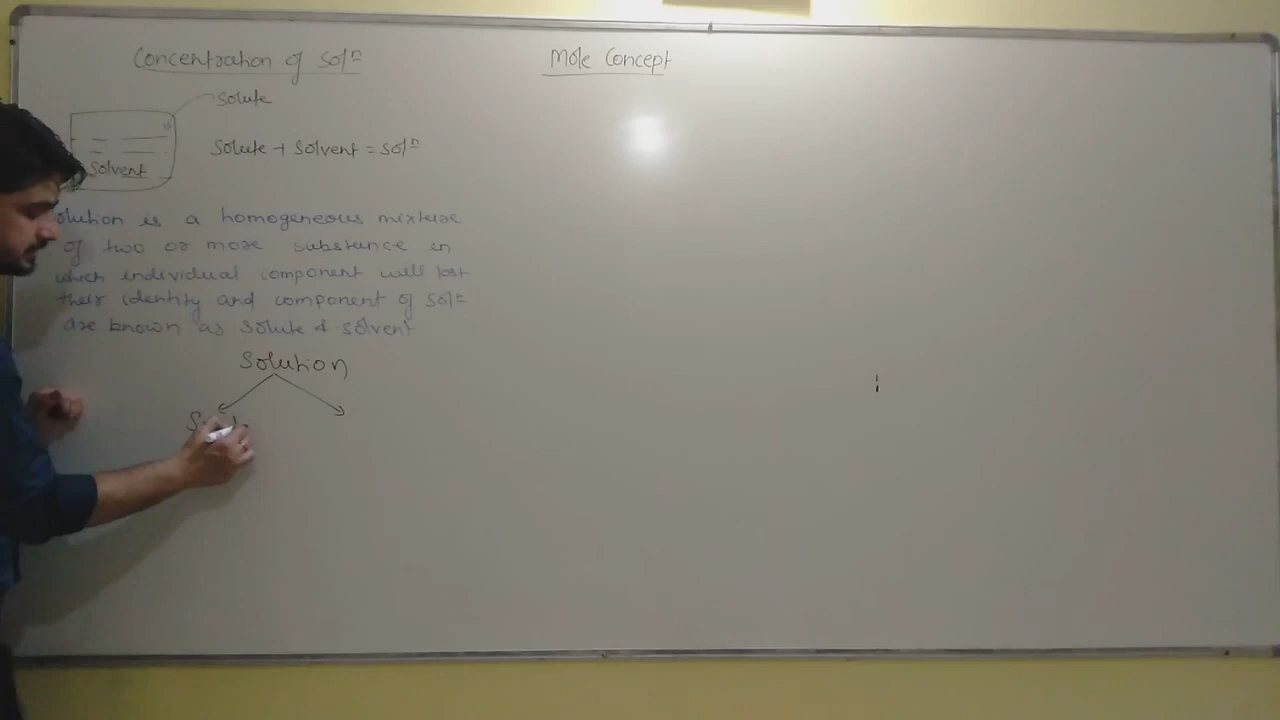 Concentration of solⁿ
Mole Concept
Solute
Solute + Solvent = solⁿ
Solvent
olution is a homogeneous mixture
of two or more substance in
which individual component will lost
their identity and component of solⁿ
are known as solute & solvent
Solution